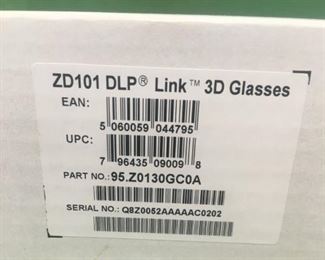 ZD101 DLP® Link™ 3D Glasses
EAN:
5 060059 044795
UPC:
7 96435 09009 8
PART NO.:95.Z0130GC0A
SERIAL NO.: Q8Z0052AAAAAC0202